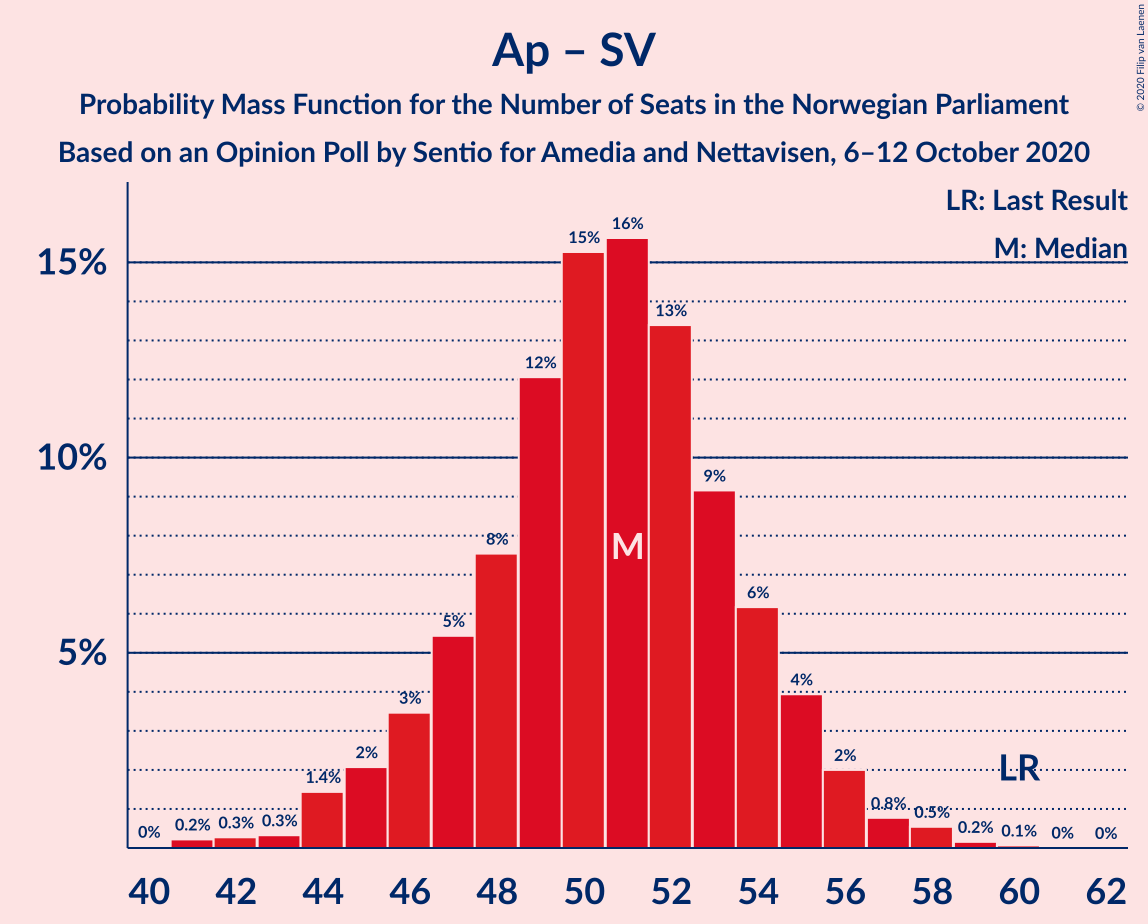 Ap – SV
Probability Mass Function for the Number of Seats in the Norwegian Parliament
Based on an Opinion Poll by Sentio for Amedia and Nettavisen, 6–12 October 2020
© 2020 Filip van Laenen
LR: Last Result
M: Median
15%
10%
5%
0%
0.2%
0.3%
0.3%
1.4%
2%
3%
5%
8%
12%
15%
16%
13%
9%
6%
4%
2%
0.8%
0.5%
0.2%
0.1%
0%
0%
M
LR
40 42 44 46 48 50 52 54 56 58 60 62